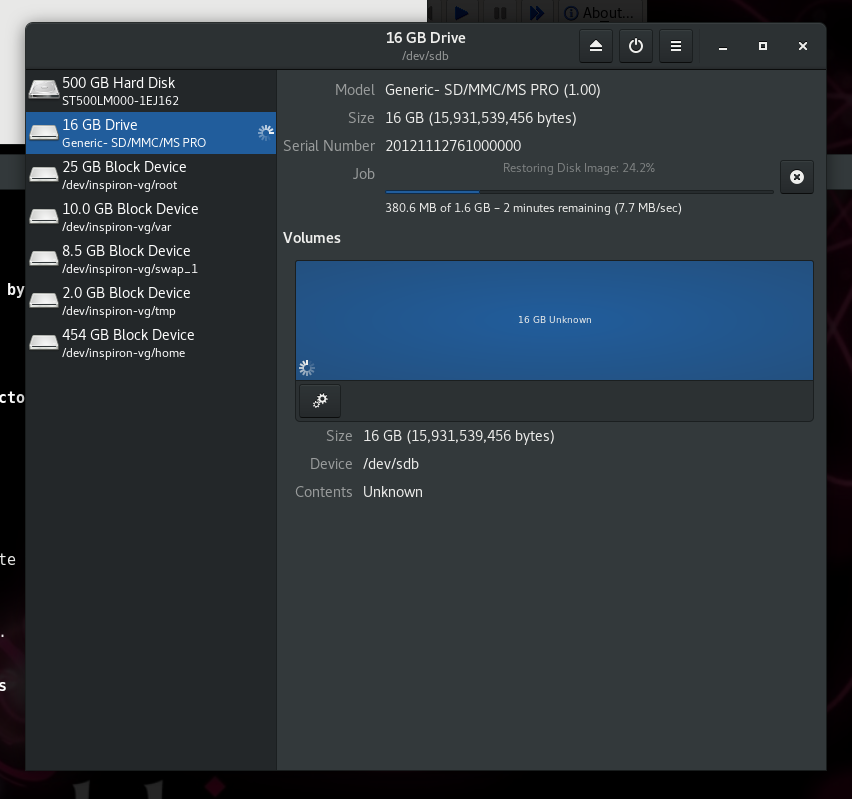 About...
16 GB Drive
/dev/sdb
500 GB Hard Disk
ST500LM000-1EJ162
16 GB Drive
Generic- SD/MMC/MS PRO
25 GB Block Device
/dev/inspiron-vg/root
10.0 GB Block Device
/dev/inspiron-vg/var
8.5 GB Block Device
/dev/inspiron-vg/swap_1
2.0 GB Block Device
/dev/inspiron-vg/tmp
454 GB Block Device
/dev/inspiron-vg/home
Model Generic- SD/MMC/MS PRO (1.00)
Size 16 GB (15,931,539,456 bytes)
Serial Number 20121112761000000
Job Restoring Disk Image: 24.2%
380.6 MB of 1.6 GB – 2 minutes remaining (7.7 MB/sec)
Volumes
16 GB Unknown
Size 16 GB (15,931,539,456 bytes)
Device /dev/sdb
Contents Unknown
by
cto
te
.
s